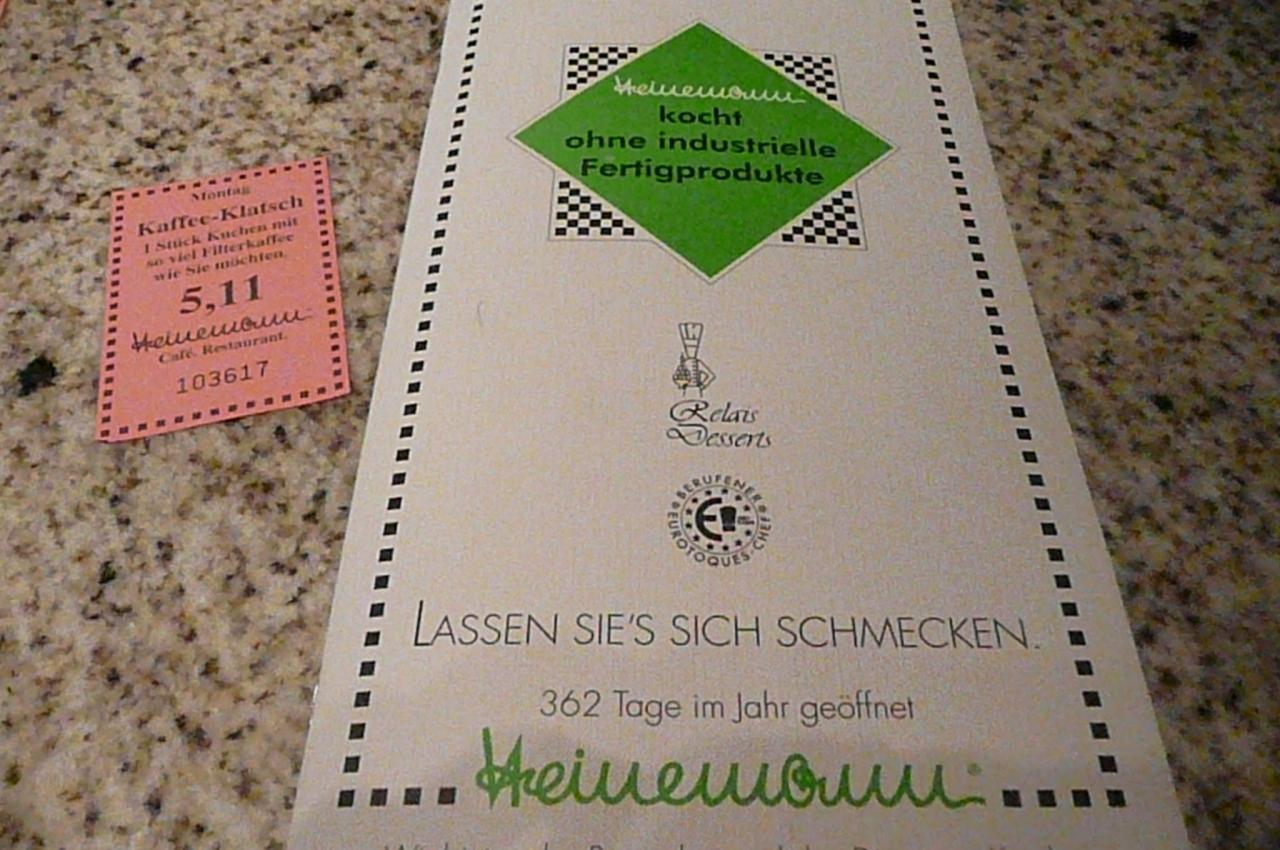 Montag
Kaffee-Klatsch
1 Stück Kuchen mit
so viel Filterkaffee
wie Sie möchten.
5,11
Heinemann
Café. Restaurant.
103617
Heinemann
kocht
ohne industrielle
Fertigprodukte
Relais
Desserts
BERUFENER
EUROTOQUES-CHEF
LASSEN SIE'S SICH SCHMECKEN.
362 Tage im Jahr geöffnet
Heinemann